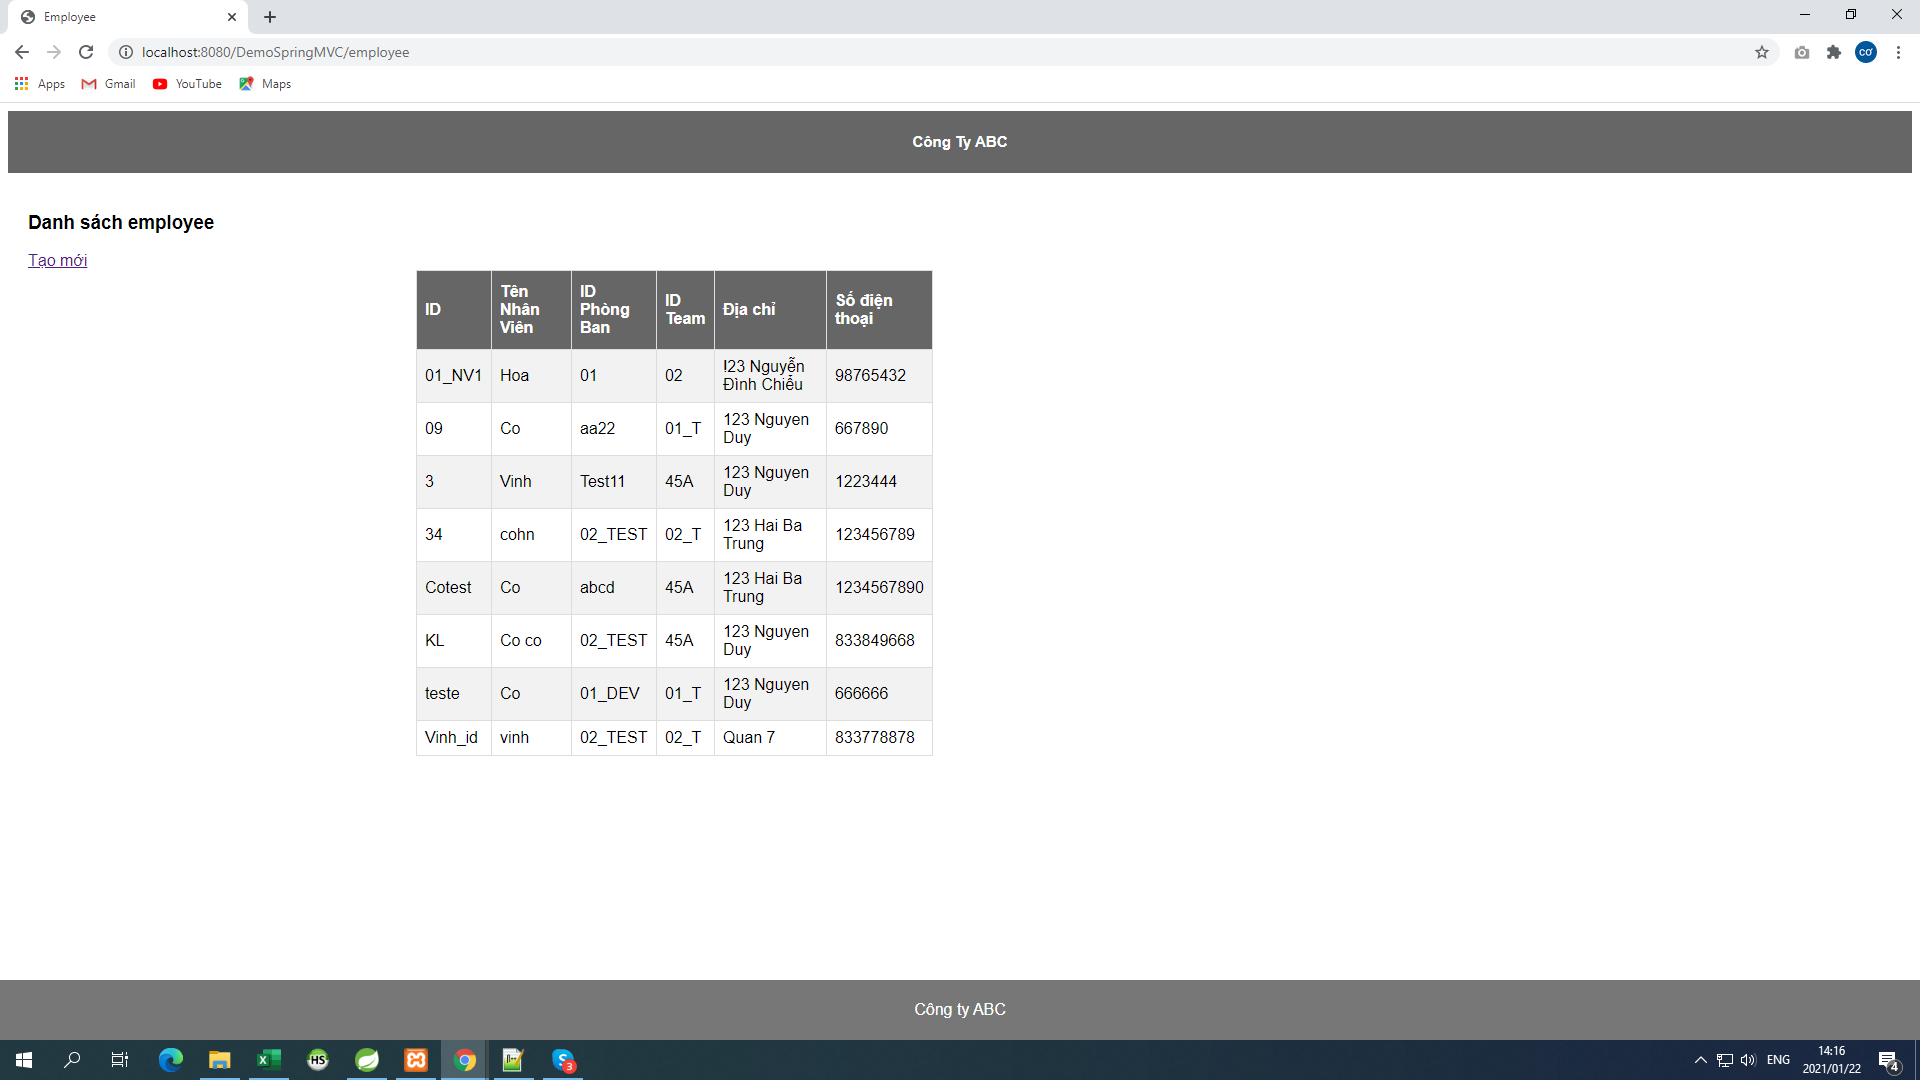 Employee
localhost:8080/DemoSpringMVC/employee
CƠ
Apps Gmail YouTube Maps
Công Ty ABC
Danh sách employee
Tạo mới
ID Tên Nhân Viên ID Phòng Ban ID Team Địa chỉ Số điện thoại
01_NV1 Hoa 01 02 !23 Nguyễn Đình Chiểu 98765432
09 Co aa22 01_T 123 Nguyen Duy 667890
3 Vinh Test11 45A 123 Nguyen Duy 1223444
34 cohn 02_TEST 02_T 123 Hai Ba Trung 123456789
Cotest Co abcd 45A 123 Hai Ba Trung 1234567890
KL Co co 02_TEST 45A 123 Nguyen Duy 833849668
teste Co 01_DEV 01_T 123 Nguyen Duy 666666
Vinh_id vinh 02_TEST 02_T Quan 7 833778878
Công ty ABC
HS
3
ENG
14:16
2021/01/22
4